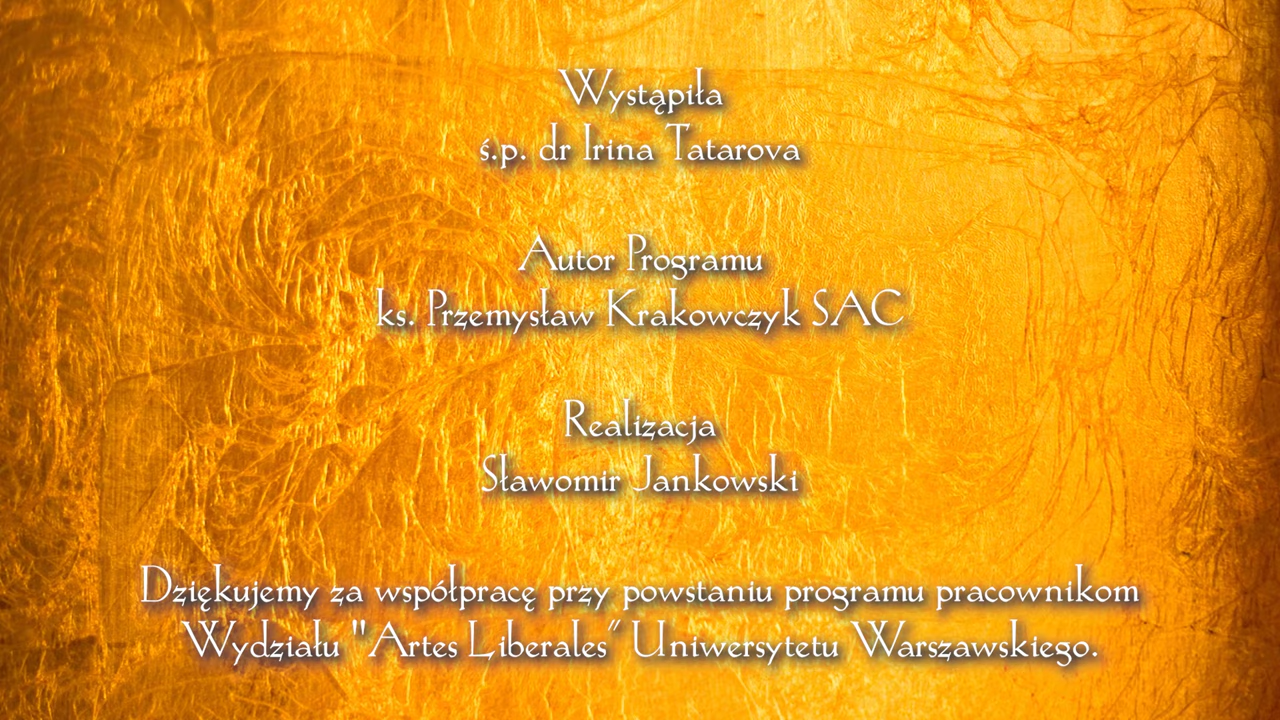 Wystąpiła
ś.p. dr Irina Tatarova
Autor Programu
ks. Przemysław Krakowczyk SAC
Realizacja
Sławomir Jankowski
Dziękujemy za współpracę przy powstaniu programu pracownikom
Wydziału "Artes Liberales” Uniwersytetu Warszawskiego.